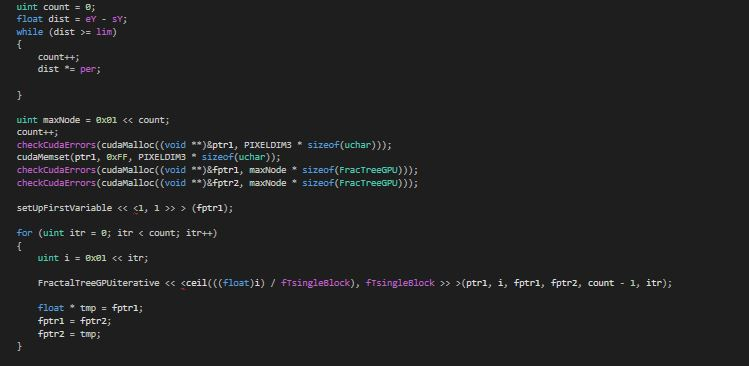 uint count = 0;
float dist = eY - sY;
while (dist >= lim)
{
    count++;
    dist *= per;

}

uint maxNode = 0x01 << count;
count++;
checkCudaErrors(cudaMalloc((void **)&ptr1, PIXELDIM3 * sizeof(uchar)));
cudaMemset(ptr1, 0xFF, PIXELDIM3 * sizeof(uchar));
checkCudaErrors(cudaMalloc((void **)&fptr1, maxNode * sizeof(FracTreeGPU)));
checkCudaErrors(cudaMalloc((void **)&fptr2, maxNode * sizeof(FracTreeGPU)));

setUpFirstVariable << <1, 1 >> > (fptr1);

for (uint itr = 0; itr < count; itr++)
{
    uint i = 0x01 << itr;

    FractalTreeGPUiterative << <ceil(((float)i) / fTsingleBlock), fTsingleBlock >> >(ptr1, i, fptr1, fptr2, count - 1, itr);

    float * tmp = fptr1;
    fptr1 = fptr2;
    fptr2 = tmp;
}